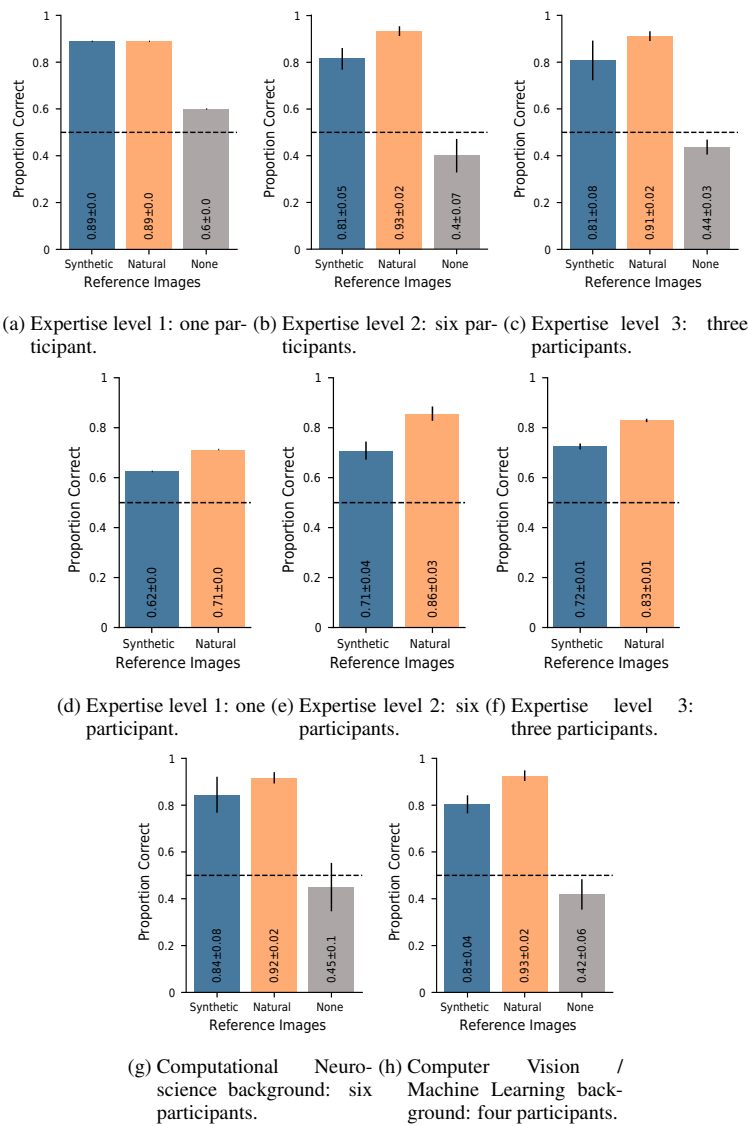 1
0.8
0.6
0.4
0.2
0
Proportion Correct
0.89±0.0
0.89±0.0
0.6±0.0
Synthetic Natural None
Reference Images
1
0.8
0.6
0.4
0.2
0
Proportion Correct
0.81±0.05
0.93±0.02
0.4±0.07
Synthetic Natural None
Reference Images
1
0.8
0.6
0.4
0.2
0
Proportion Correct
0.81±0.08
0.91±0.02
0.44±0.03
Synthetic Natural None
Reference Images
(a) Expertise level 1: one par-
ticipant.
(b) Expertise level 2: six par-
ticipants.
(c) Expertise level 3: three
participants.
1
0.8
0.6
0.4
0.2
0
Proportion Correct
0.62±0.0
0.71±0.0
Synthetic Natural
Reference Images
1
0.8
0.6
0.4
0.2
0
Proportion Correct
0.71±0.04
0.86±0.03
Synthetic Natural
Reference Images
1
0.8
0.6
0.4
0.2
0
Proportion Correct
0.72±0.01
0.83±0.01
Synthetic Natural
Reference Images
(d) Expertise level 1: one
participant.
(e) Expertise level 2: six
participants.
(f) Expertise level 3:
three participants.
1
0.8
0.6
0.4
0.2
0
Proportion Correct
0.84±0.08
0.92±0.02
0.45±0.1
Synthetic Natural None
Reference Images
1
0.8
0.6
0.4
0.2
0
Proportion Correct
0.8±0.04
0.93±0.02
0.42±0.06
Synthetic Natural None
Reference Images
(g) Computational Neuro-
science background: six
participants.
(h) Computer Vision /
Machine Learning back-
ground: four participants.